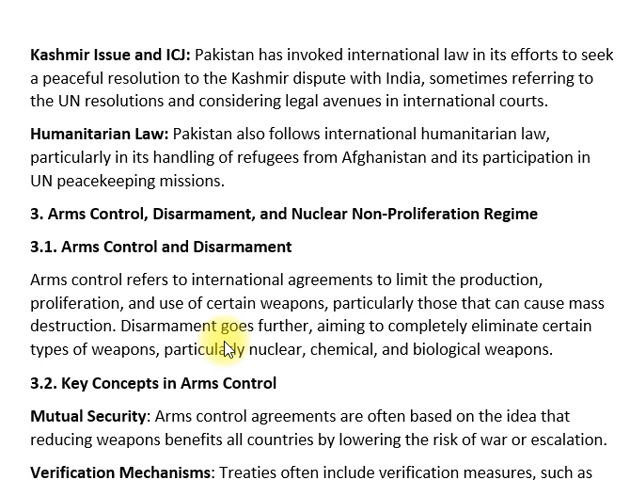 Kashmir Issue and ICJ: Pakistan has invoked international law in its efforts to seek
a peaceful resolution to the Kashmir dispute with India, sometimes referring to
the UN resolutions and considering legal avenues in international courts.
Humanitarian Law: Pakistan also follows international humanitarian law,
particularly in its handling of refugees from Afghanistan and its participation in
UN peacekeeping missions.
3. Arms Control, Disarmament, and Nuclear Non-Proliferation Regime
3.1. Arms Control and Disarmament
Arms control refers to international agreements to limit the production,
proliferation, and use of certain weapons, particularly those that can cause mass
destruction. Disarmament goes further, aiming to completely eliminate certain
types of weapons, particularly nuclear, chemical, and biological weapons.
3.2. Key Concepts in Arms Control
Mutual Security: Arms control agreements are often based on the idea that
reducing weapons benefits all countries by lowering the risk of war or escalation.
Verification Mechanisms: Treaties often include verification measures, such as